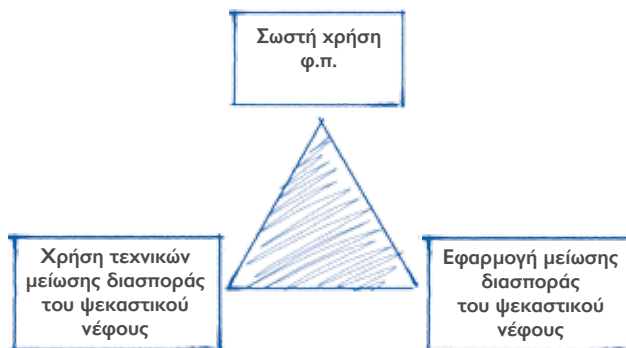 Σωστή χρήση
φ.π.
Χρήση τεχνικών
μείωσης διασποράς
του ψεκαστικού
νέφους
Εφαρμογή μείωσης
διασποράς
του ψεκαστικού
νέφους